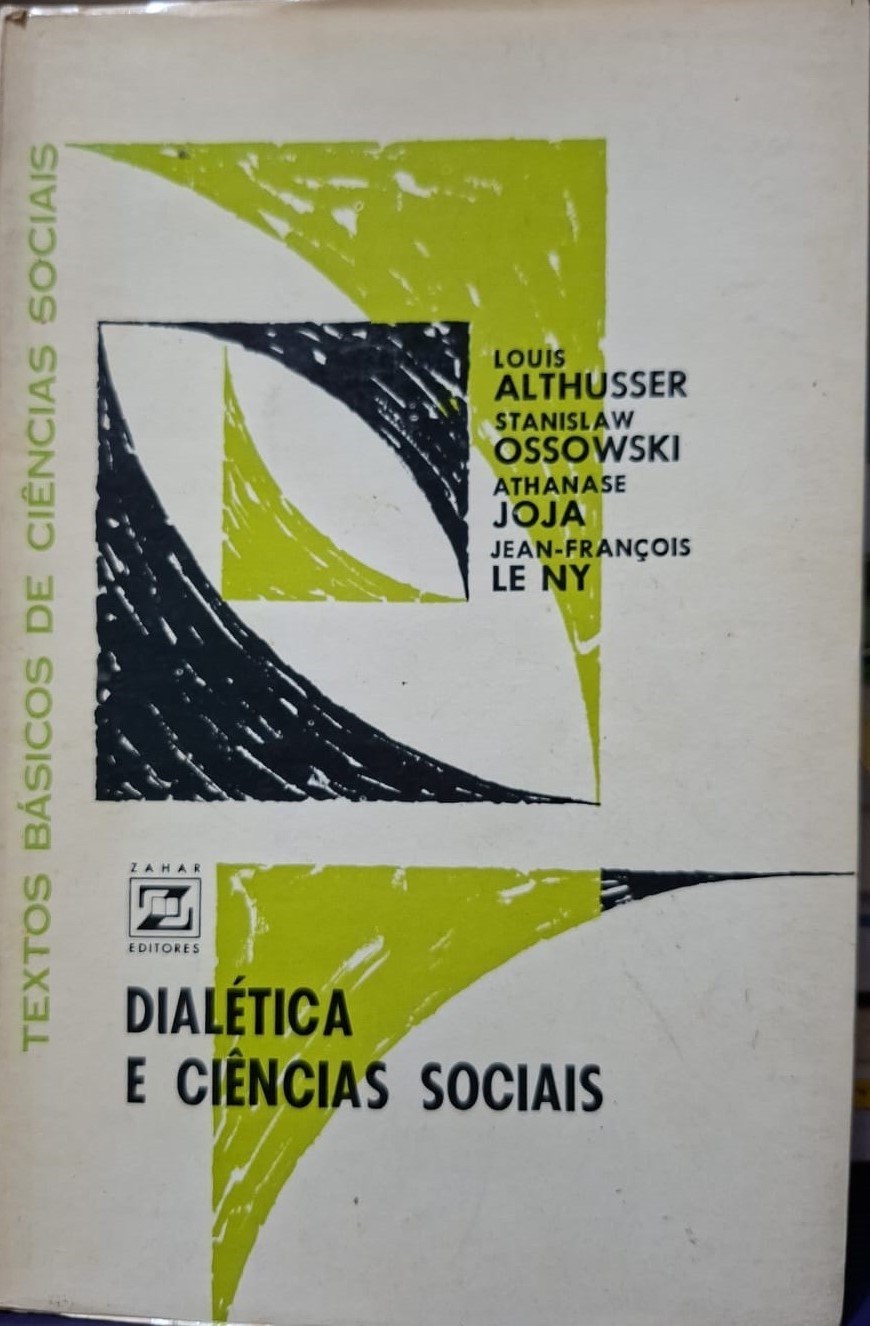 TEXTOS BÁSICOS DE CIÊNCIAS SOCIAIS
LOUIS
ALTHUSSER
STANISLAW
OSSOWSKI
ATHANASE
JOJA
JEAN-FRANÇOIS
LE NY
ZAHAR
EDITORES
DIALÉTICA
E CIÊNCIAS SOCIAIS